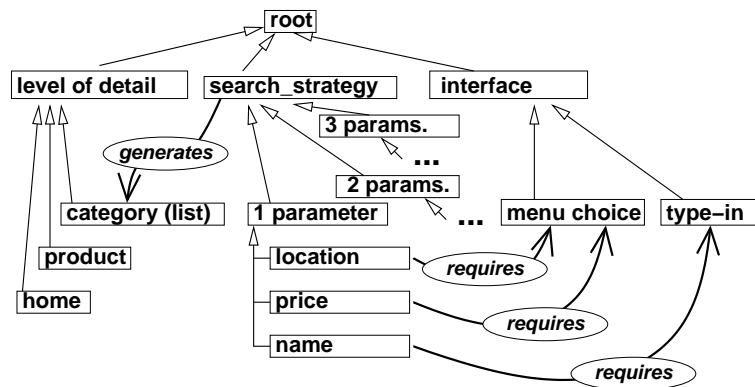 root
level of detail
search_strategy
interface
3 params.
generates
...
2 params.
category (list)
1 parameter
...
menu choice
type-in
product
location
requires
home
price
requires
name
requires